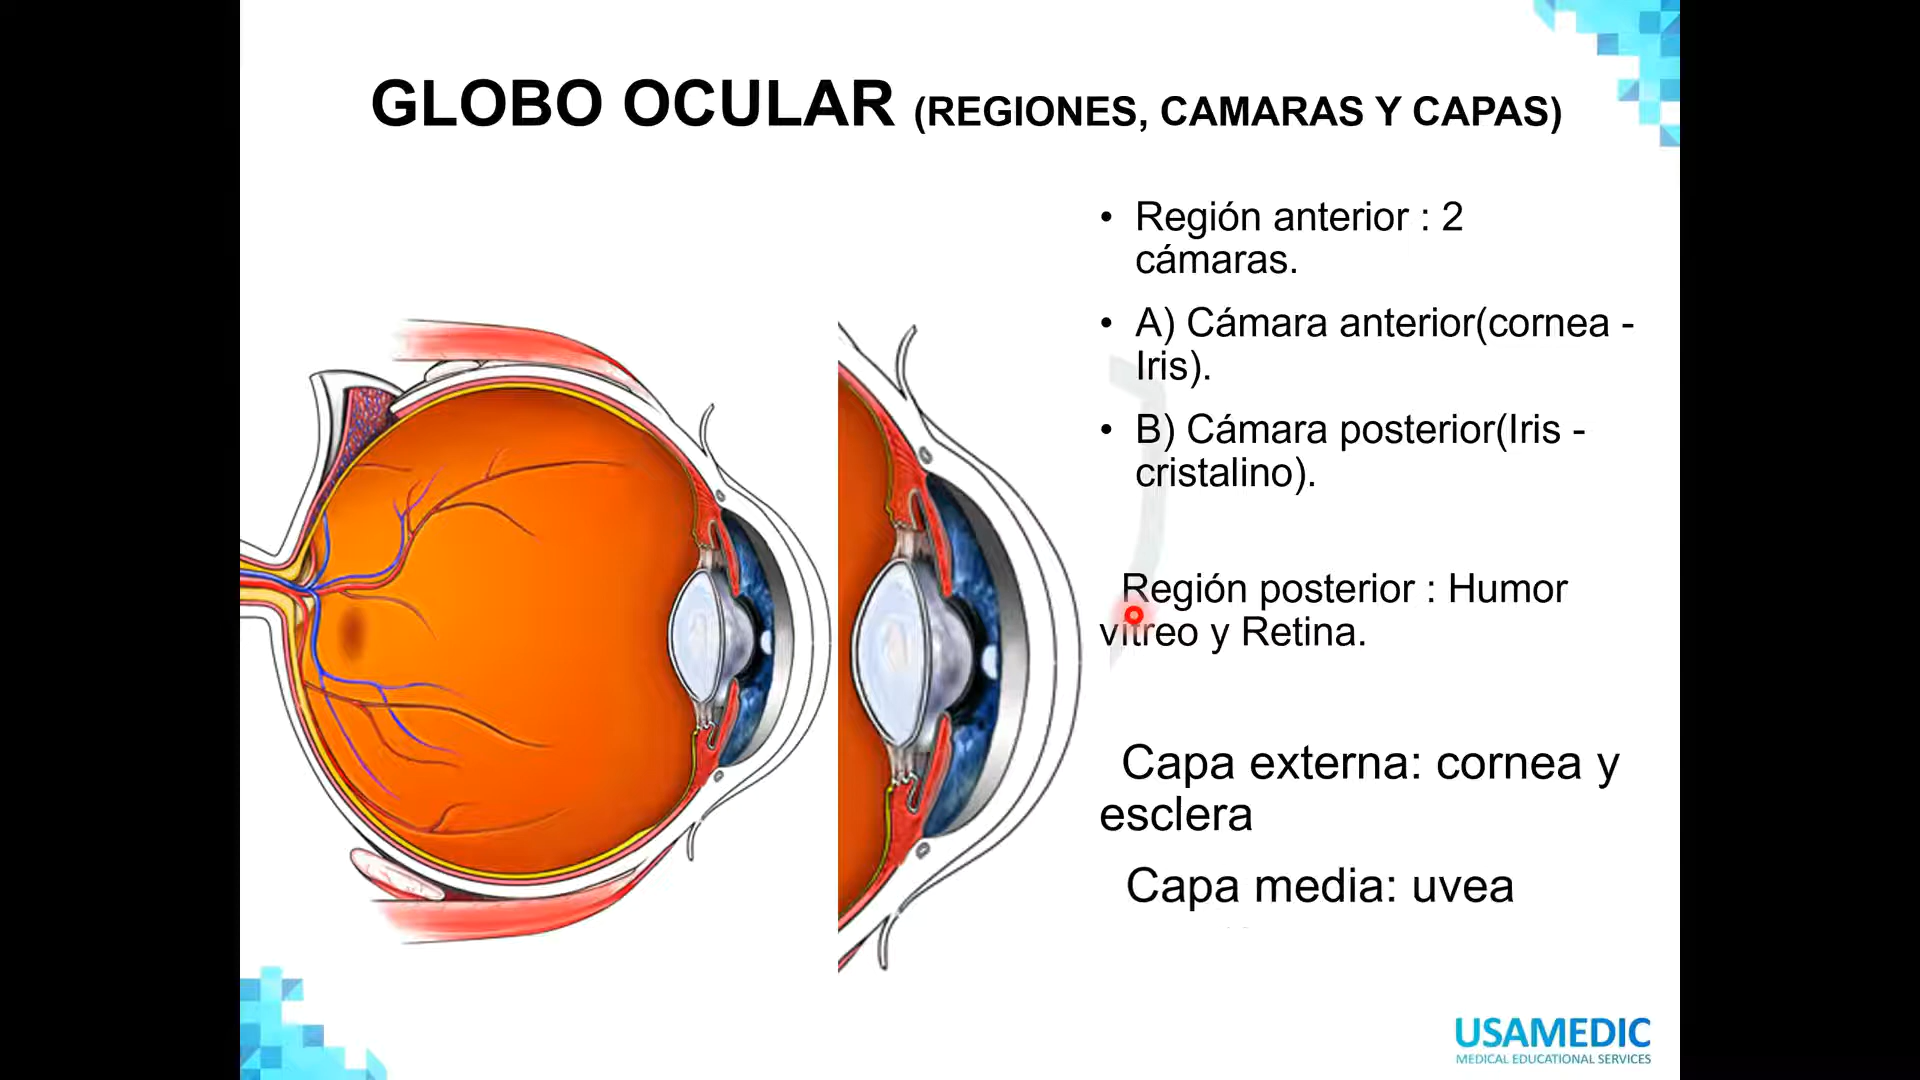 GLOBO OCULAR (REGIONES, CAMARAS Y CAPAS)
• Región anterior : 2
cámaras.
• A) Cámara anterior(cornea -
Iris).
• B) Cámara posterior(Iris -
cristalino).
Región posterior : Humor
vítreo y Retina.
Capa externa: cornea y
esclera
Capa media: uvea
USAMEDIC
MEDICAL EDUCATIONAL SERVICES